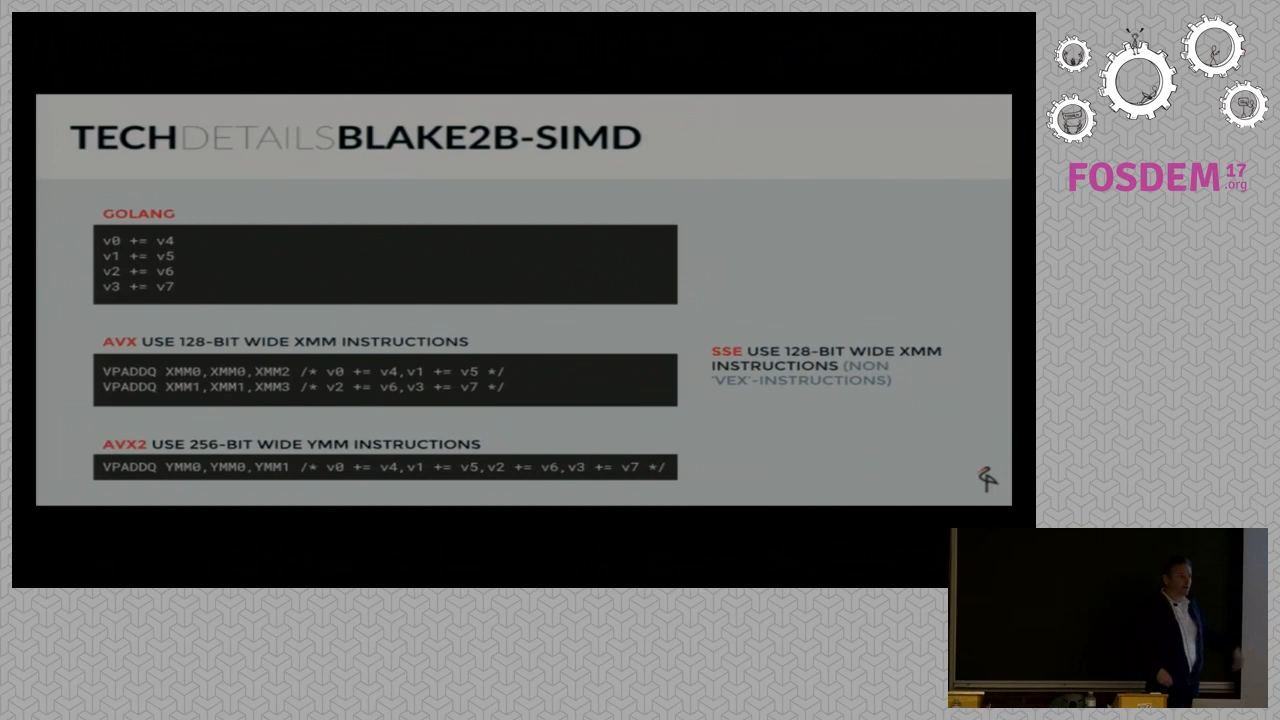 TECHDETAILSBLAKE2B-SIMD
GOLANG
v0 += v4
v1 += v5
v2 += v6
v3 += v7
AVX USE 128-BIT WIDE XMM INSTRUCTIONS
VPADDQ XMM0,XMM0,XMM2 /* v0 += v4,v1 += v5 */
VPADDQ XMM1,XMM1,XMM3 /* v2 += v6,v3 += v7 */
SSE USE 128-BIT WIDE XMM
INSTRUCTIONS (NON
'VEX'-INSTRUCTIONS)
AVX2 USE 256-BIT WIDE YMM INSTRUCTIONS
VPADDQ YMM0,YMM0,YMM1 /* v0 += v4,v1 += v5,v2 += v6,v3 += v7 */
FOSDEM 17
.org